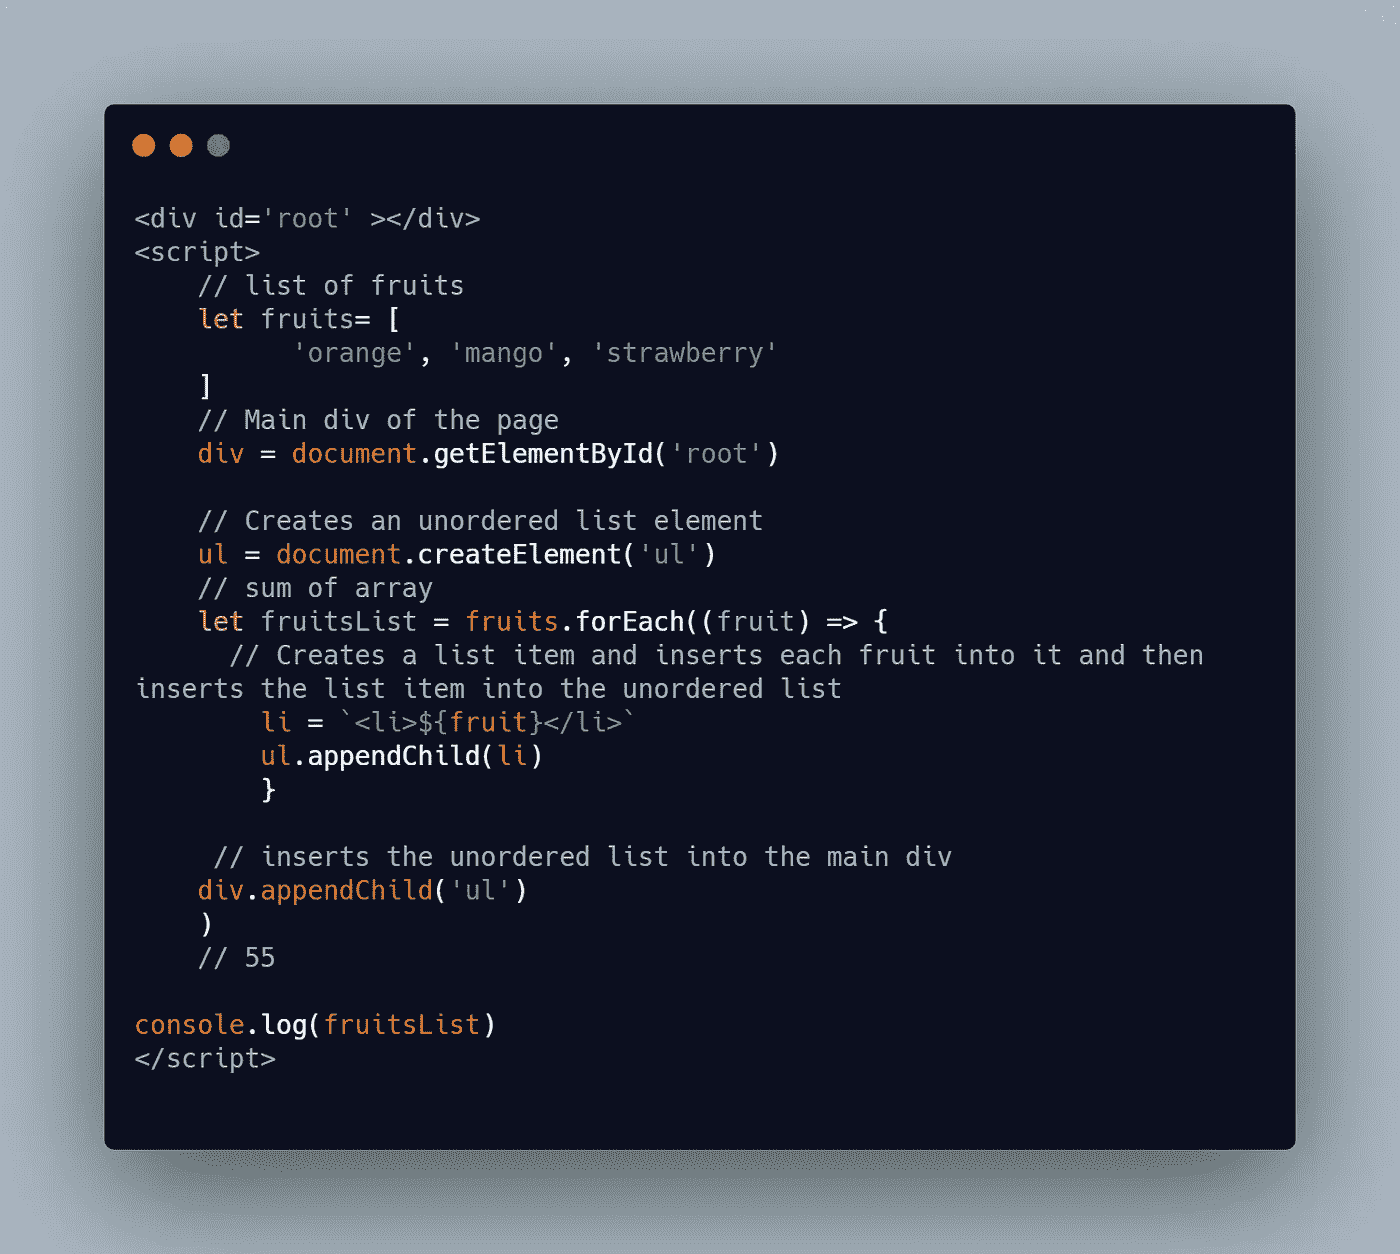 <div id='root' ></div>
<script>
    // list of fruits
    let fruits= [
          'orange', 'mango', 'strawberry'
    ]
    // Main div of the page
    div = document.getElementById('root')

    // Creates an unordered list element
    ul = document.createElement('ul')
    // sum of array
    let fruitsList = fruits.forEach((fruit) => {
      // Creates a list item and inserts each fruit into it and then
inserts the list item into the unordered list
        li = `<li>${fruit}</li>`
        ul.appendChild(li)
        }

     // inserts the unordered list into the main div
    div.appendChild('ul')
    )
    // 55

console.log(fruitsList)
</script>